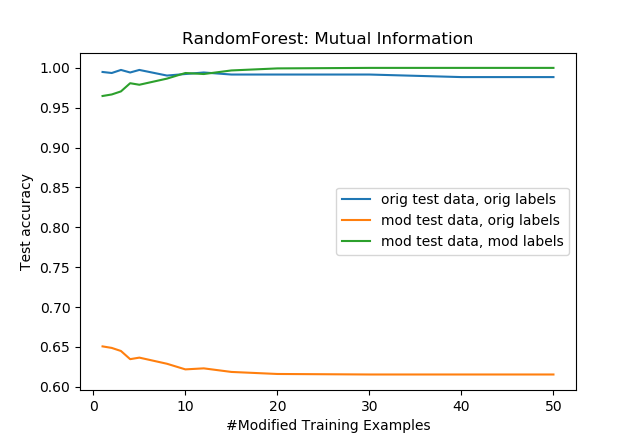 RandomForest: Mutual Information
1.00
0.95
0.90
0.85
0.80
0.75
0.70
0.65
0.60
Test accuracy
orig test data, orig labels
mod test data, orig labels
mod test data, mod labels
0 10 20 30 40 50
#Modified Training Examples